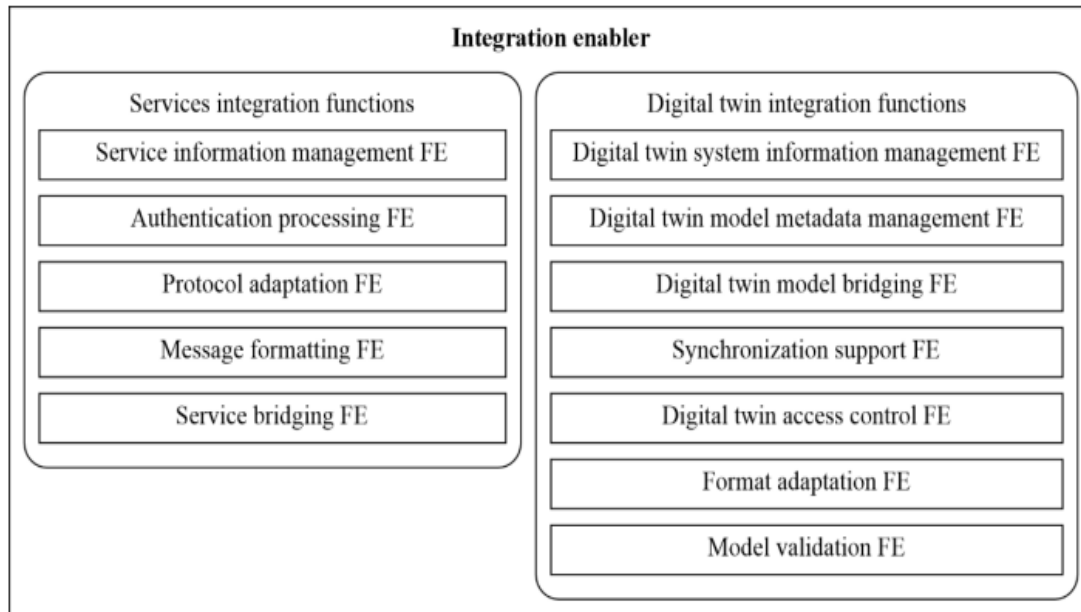 Integration enabler
Services integration functions
Service information management FE
Authentication processing FE
Protocol adaptation FE
Message formatting FE
Service bridging FE
Digital twin integration functions
Digital twin system information management FE
Digital twin model metadata management FE
Digital twin model bridging FE
Synchronization support FE
Digital twin access control FE
Format adaptation FE
Model validation FE